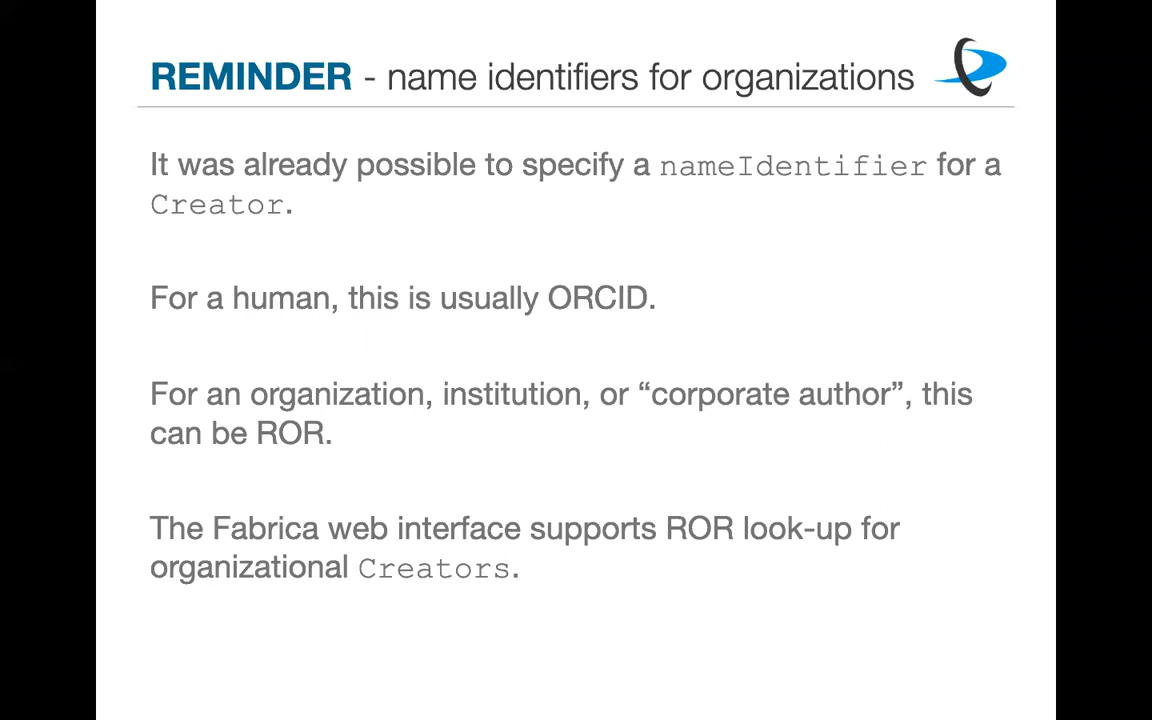 REMINDER - name identifiers for organizations
It was already possible to specify a nameIdentifier for a
Creator.
For a human, this is usually ORCID.
For an organization, institution, or “corporate author”, this
can be ROR.
The Fabrica web interface supports ROR look-up for
organizational Creators.